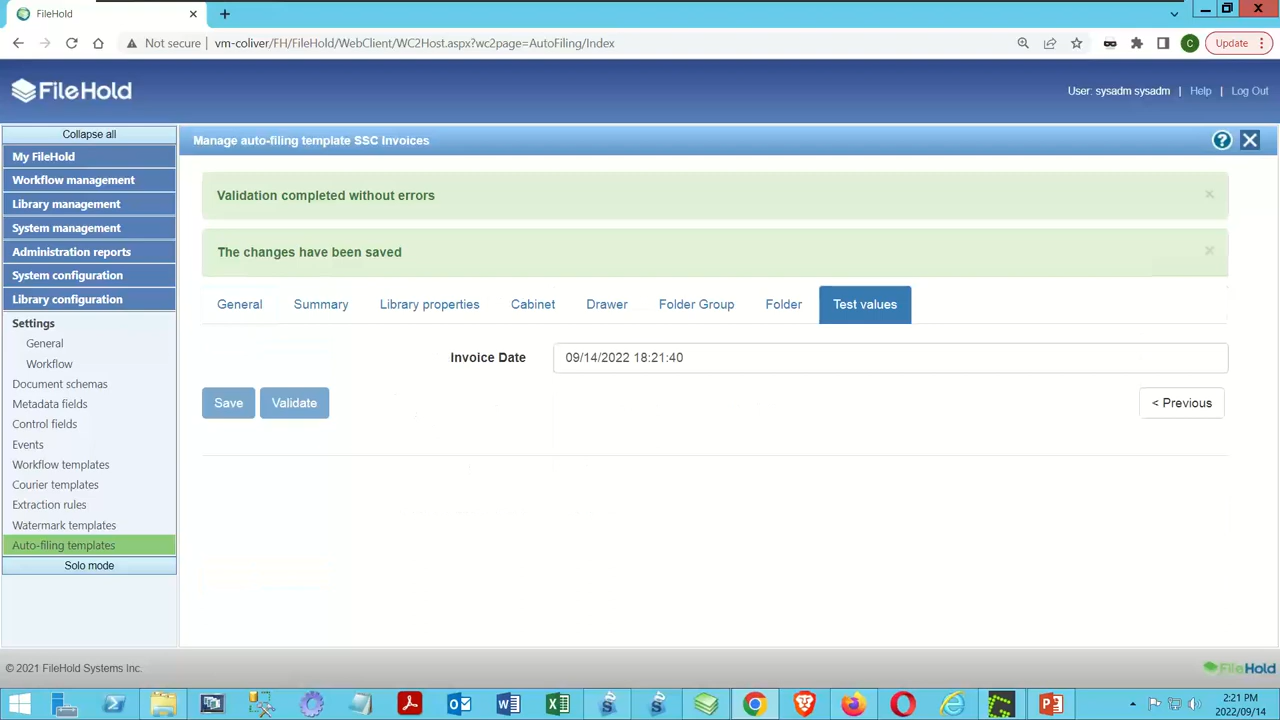 FileHold
Not secure
vm-coliver/FH/FileHold/WebClient/WC2Host.aspx?wc2page=AutoFiling/Index
C
Update
FileHold
User: sysadm sysadm | Help | Log Out
Collapse all
My FileHold
Workflow management
Library management
System management
Administration reports
System configuration
Library configuration
Settings
General
Workflow
Document schemas
Metadata fields
Control fields
Events
Workflow templates
Courier templates
Extraction rules
Watermark templates
Auto-filing templates
Solo mode
Manage auto-filing template SSC Invoices
Validation completed without errors
The changes have been saved
General
Summary
Library properties
Cabinet
Drawer
Folder Group
Folder
Test values
Invoice Date
09/14/2022 18:21:40
Save
Validate
< Previous
© 2021 FileHold Systems Inc.
FileHold
2:21 PM
2022/09/14